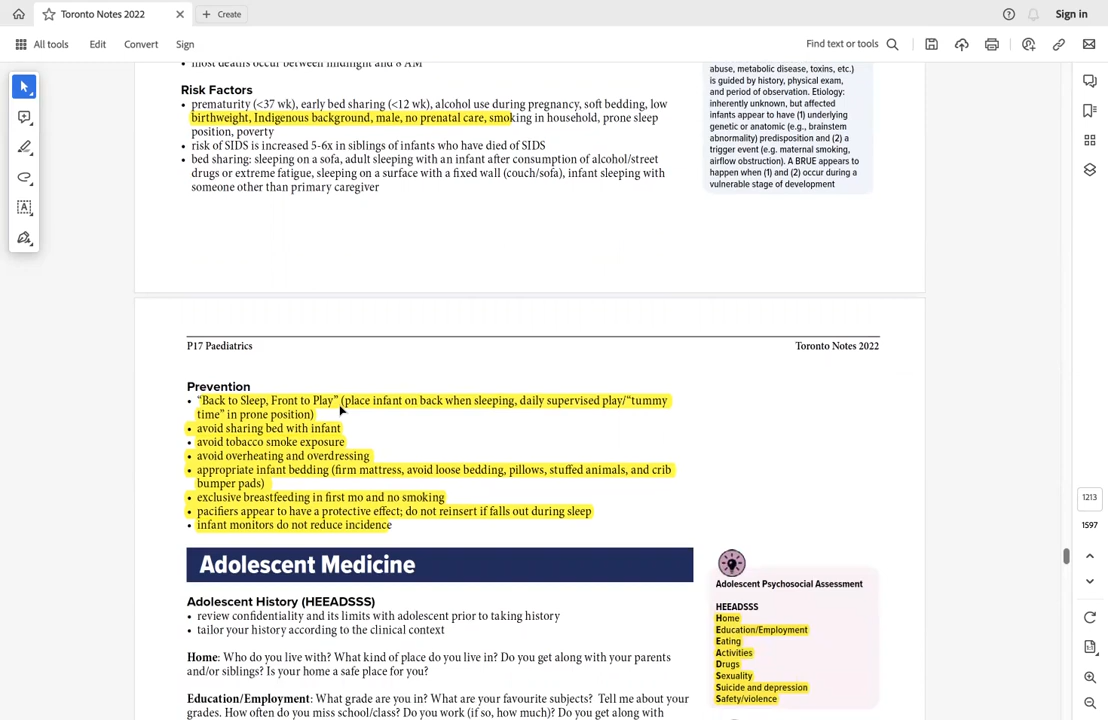 Toronto Notes 2022
Create
Sign in
All tools
Edit
Convert
Sign
Find text or tools
• most deaths occur between midnight and 8 AM
Risk Factors
• prematurity (<37 wk), early bed sharing (<12 wk), alcohol use during pregnancy, soft bedding, low
birthweight, Indigenous background, male, no prenatal care, smoking in household, prone sleep
position, poverty
• risk of SIDS is increased 5-6x in siblings of infants who have died of SIDS
• bed sharing: sleeping on a sofa, adult sleeping with an infant after consumption of alcohol/street
drugs or extreme fatigue, sleeping on a surface with a fixed wall (couch/sofa), infant sleeping with
someone other than primary caregiver
abuse, metabolic disease, toxins, etc.)
is guided by history, physical exam,
and period of observation. Etiology:
inherently unknown, but affected
infants appear to have (1) underlying
genetic or anatomic (e.g., brainstem
abnormality) predisposition and (2) a
trigger event (e.g. maternal smoking,
airflow obstruction). A BRUE appears to
happen when (1) and (2) occur during a
vulnerable stage of development
P17 Paediatrics
Toronto Notes 2022
Prevention
• “Back to Sleep, Front to Play” (place infant on back when sleeping, daily supervised play/“tummy
time” in prone position)
• avoid sharing bed with infant
• avoid tobacco smoke exposure
• avoid overheating and overdressing
• appropriate infant bedding (firm mattress, avoid loose bedding, pillows, stuffed animals, and crib
bumper pads)
• exclusive breastfeeding in first mo and no smoking
• pacifiers appear to have a protective effect; do not reinsert if falls out during sleep
• infant monitors do not reduce incidence
Adolescent Medicine
Adolescent History (HEEADSSS)
• review confidentiality and its limits with adolescent prior to taking history
• tailor your history according to the clinical context
Home: Who do you live with? What kind of place do you live in? Do you get along with your parents
and/or siblings? Is your home a safe place for you?
Education/Employment: What grade are you in? What are your favourite subjects? Tell me about your
grades. How often do you miss school/class? Do you work (if so, how much)? Do you get along with
Adolescent Psychosocial Assessment
HEEADSSS
Home
Education/Employment
Eating
Activities
Drugs
Sexuality
Suicide and depression
Safety/violence
1213
1597